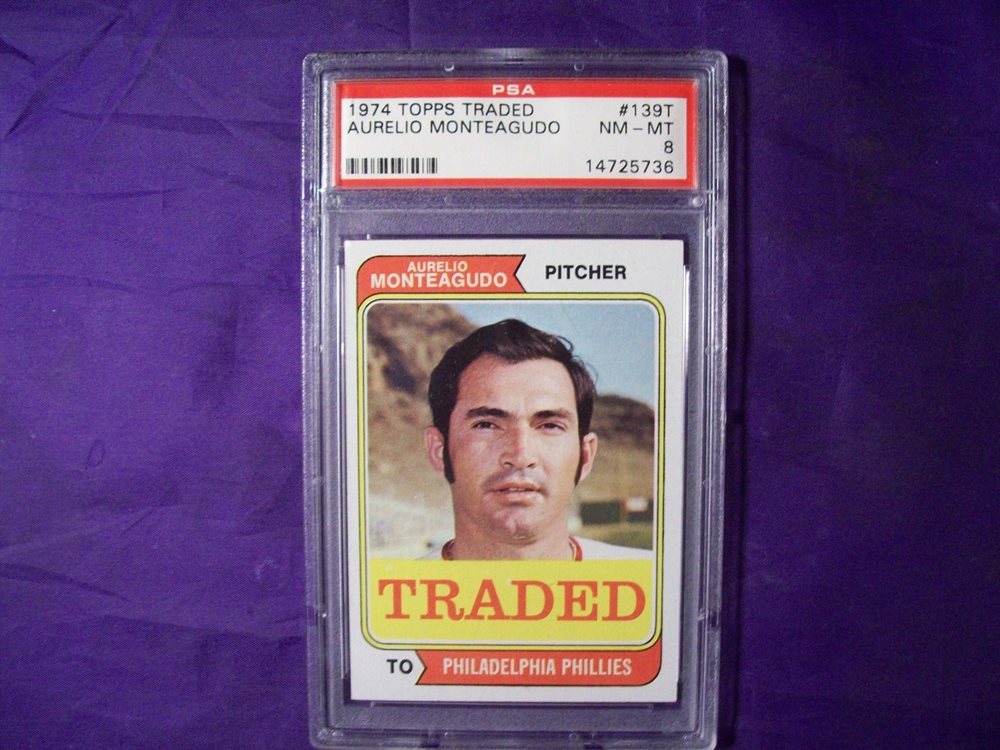 PSA
1974 TOPPS TRADED #139T
AURELIO MONTEAGUDO NM - MT
8
14725736
AURELIO
MONTEAGUDO
PITCHER
TRADED
TO PHILADELPHIA PHILLIES